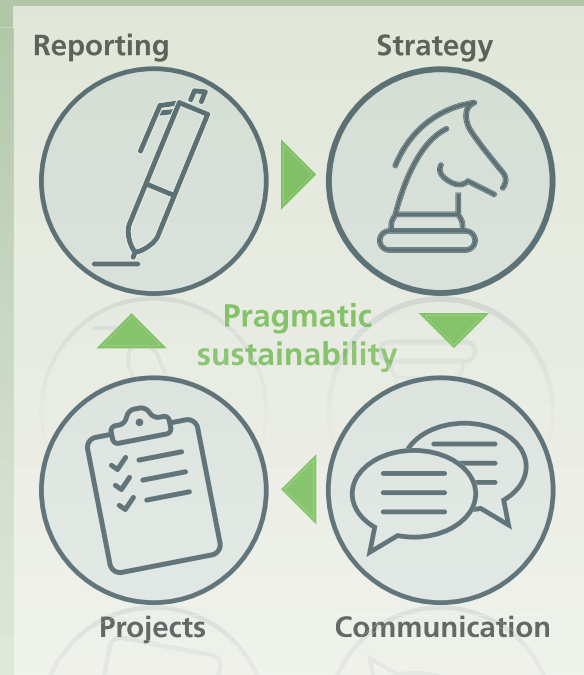 Reporting
Strategy
Pragmatic
sustainability
Projects
Communication